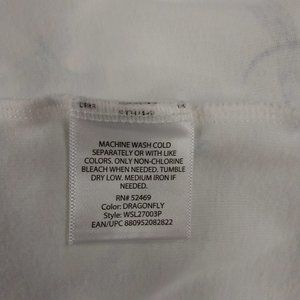 MACHINE WASH COLD
SEPARATELY OR WITH LIKE
COLORS. ONLY NON-CHLORINE
BLEACH WHEN NEEDED. TUMBLE
DRY LOW. MEDIUM IRON IF
NEEDED.
RN# 52469
Color: DRAGONFLY
Style: WSL27003P
EAN/UPC 880952082822